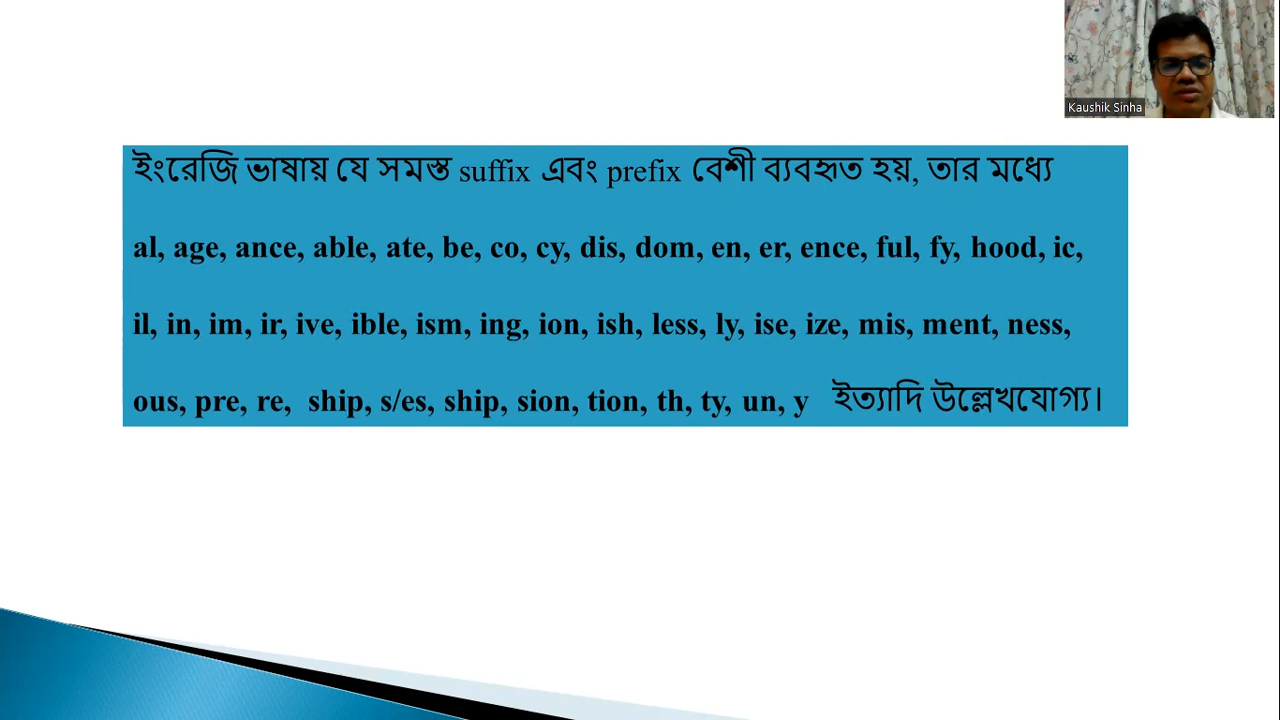 Kaushik Sinha
ইংরেজি ভাষায় যে সমস্ত suffix এবং prefix বেশী ব্যবহৃত হয়, তার মধ্যে
al, age, ance, able, ate, be, co, cy, dis, dom, en, er, ence, ful, fy, hood, ic,
il, in, im, ir, ive, ible, ism, ing, ion, ish, less, ly, ise, ize, mis, ment, ness,
ous, pre, re, ship, s/es, ship, sion, tion, th, ty, un, y ইত্যাদি উল্লেখযোগ্য।